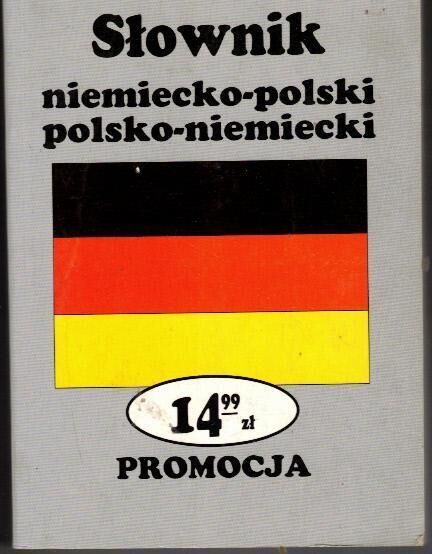 Słownik
niemiecko-polski
polsko-niemiecki
14 99 zł
PROMOCJA